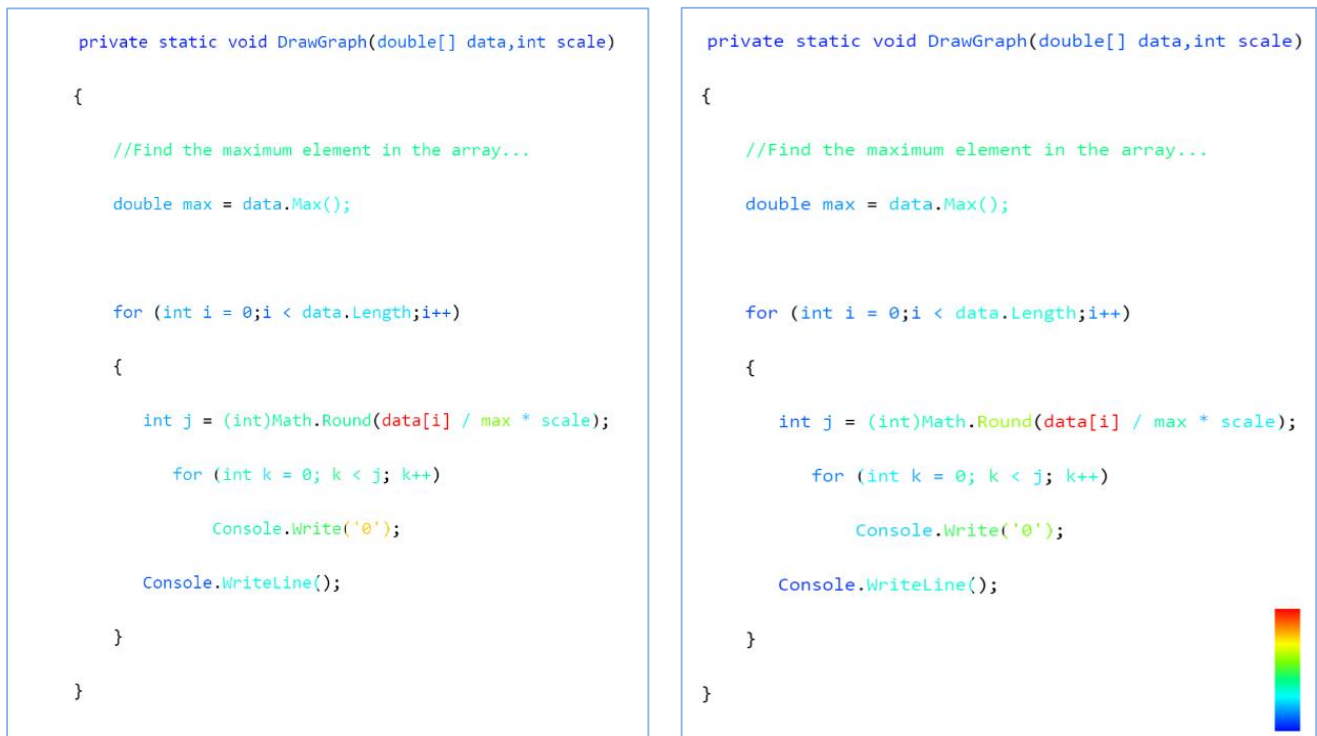 private static void DrawGraph(double[] data,int scale)
{
//Find the maximum element in the array...
double max = data.Max();
for (int i = 0;i < data.Length;i++)
{
int j = (int)Math.Round(data[i] / max * scale);
for (int k = 0; k < j; k++)
Console.Write('0');
Console.WriteLine();
}
}
private static void DrawGraph(double[] data,int scale)
{
//Find the maximum element in the array...
double max = data.Max();
for (int i = 0;i < data.Length;i++)
{
int j = (int)Math.Round(data[i] / max * scale);
for (int k = 0; k < j; k++)
Console.Write('0');
Console.WriteLine();
}
}